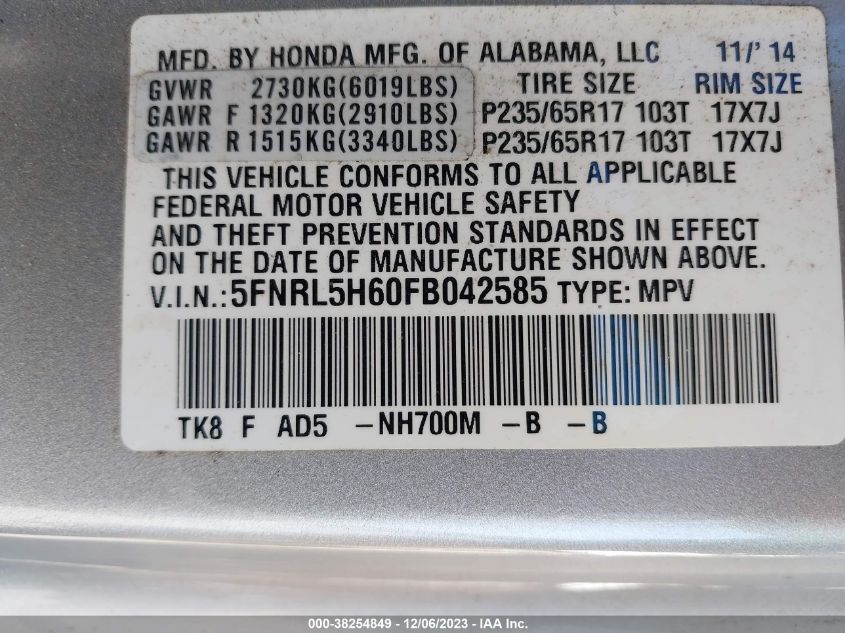 MFD. BY HONDA MFG. OF ALABAMA, LLC 11/' 14
GVWR 2730KG(6019LBS) TIRE SIZE RIM SIZE
GAWR F 1320KG(2910LBS) P235/65R17 103T 17X7J
GAWR R 1515KG(3340LBS) P235/65R17 103T 17X7J
THIS VEHICLE CONFORMS TO ALL APPLICABLE
FEDERAL MOTOR VEHICLE SAFETY
AND THEFT PREVENTION STANDARDS IN EFFECT
ON THE DATE OF MANUFACTURE SHOWN ABOVE.
V.I.N.: 5FNRL5H60FB042585 TYPE: MPV
TK8 F AD5 -NH700M -B -B
000-38254849 - 12/06/2023 - IAA Inc.